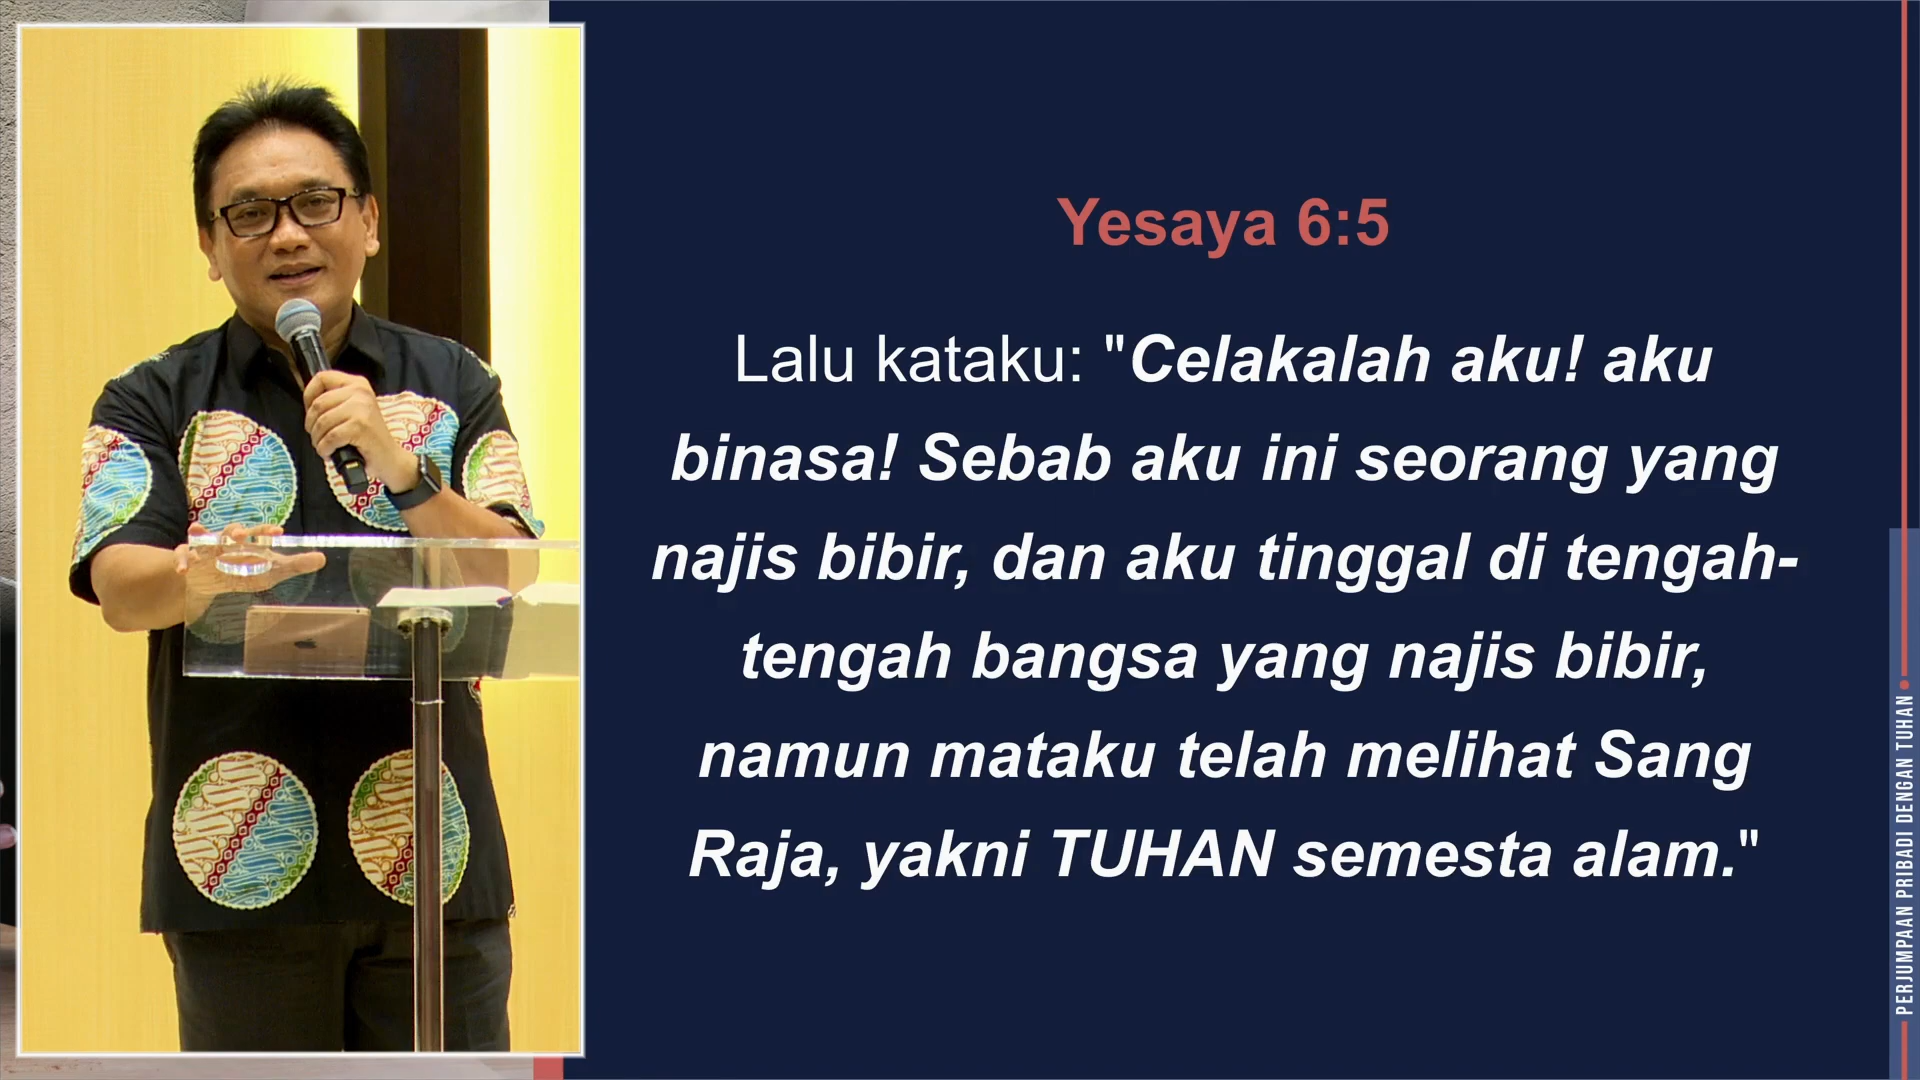 Yesaya 6:5
Lalu kataku: "Celakalah aku! aku
binasa! Sebab aku ini seorang yang
najis bibir, dan aku tinggal di tengah-
tengah bangsa yang najis bibir,
namun mataku telah melihat Sang
Raja, yakni TUHAN semesta alam."
PERJUMPAAN PRIBADI DENGAN TUHAN